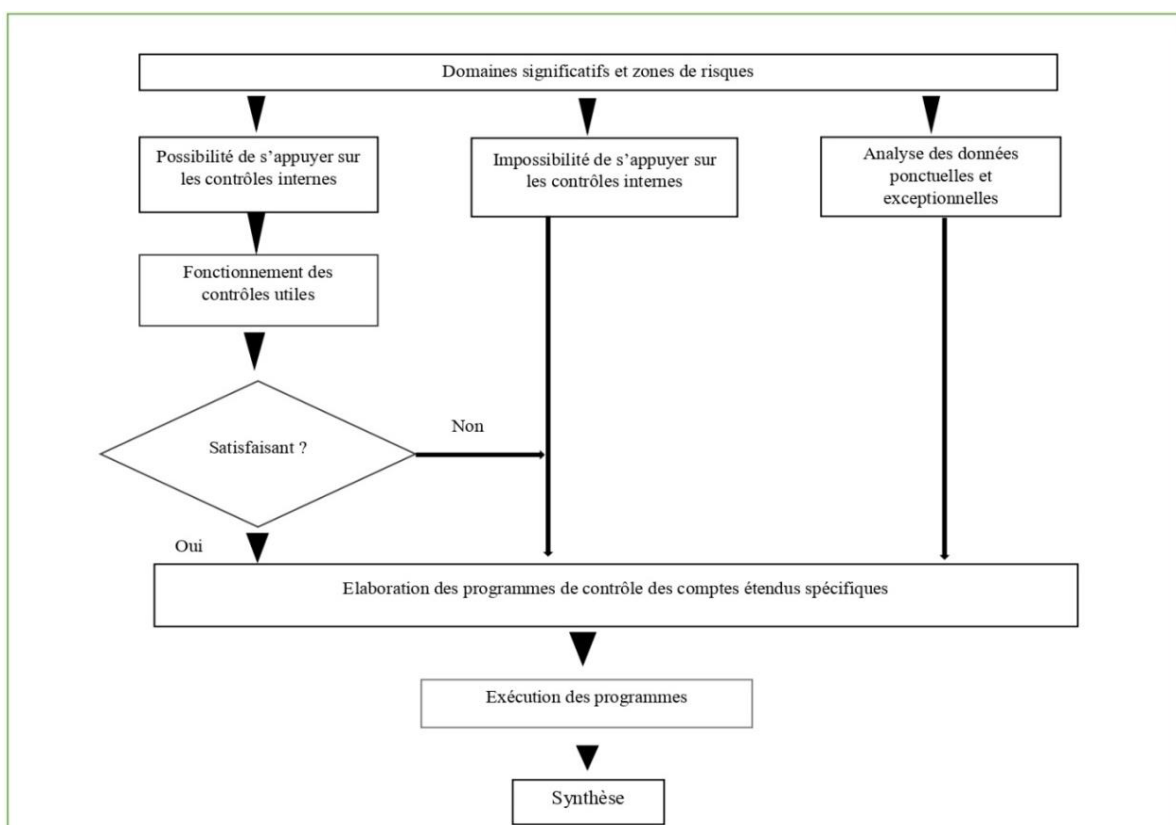 Domaines significatifs et zones de risques
Possibilité de s’appuyer sur
les contrôles internes
Impossibilité de s’appuyer sur
les contrôles internes
Analyse des données
ponctuelles et
exceptionnelles
Fonctionnement des
contrôles utiles
Satisfaisant ?
Non
Oui
Elaboration des programmes de contrôle des comptes étendus spécifiques
Exécution des programmes
Synthèse